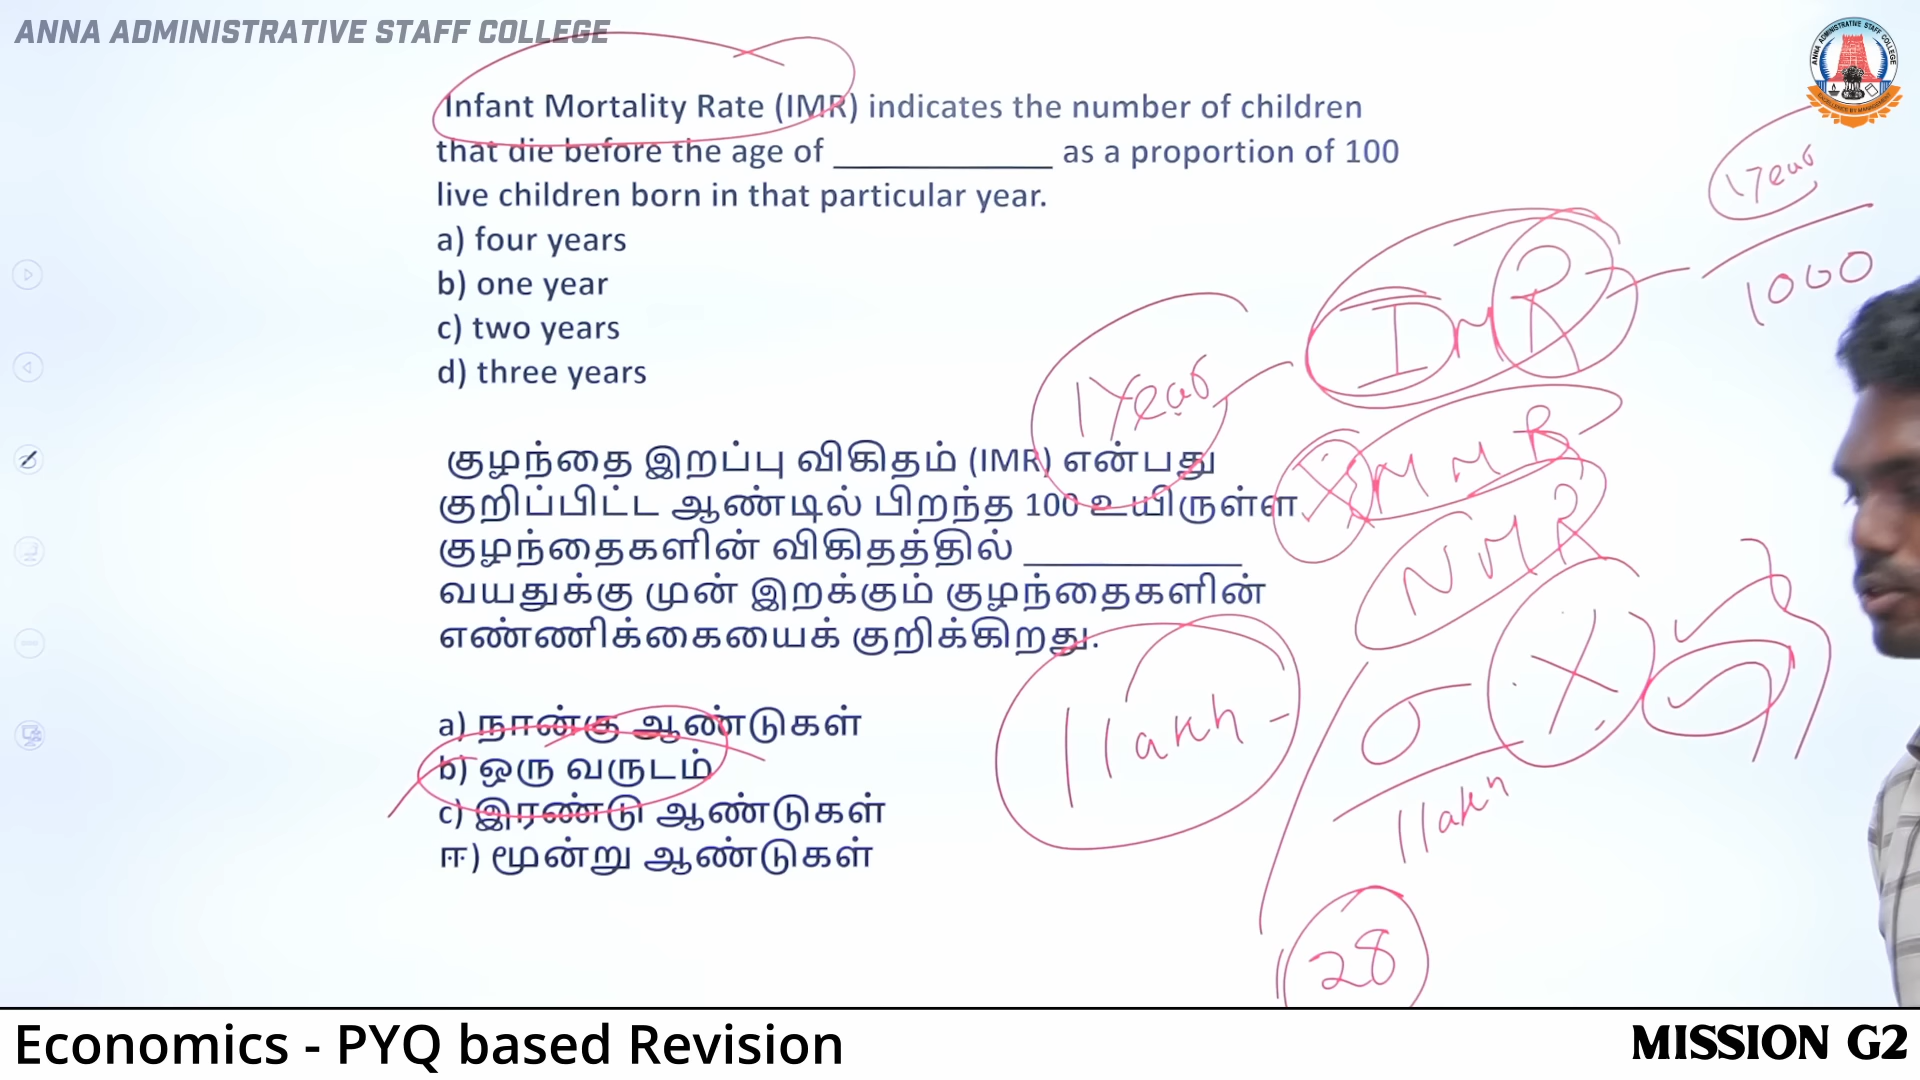 ANNA ADMINISTRATIVE STAFF COLLEGE
Infant Mortality Rate (IMR) indicates the number of children
that die before the age of _____________ as a proportion of 100
live children born in that particular year.
a) four years
b) one year
c) two years
d) three years
குழந்தை இறப்பு விகிதம் (IMR) என்பது
குறிப்பிட்ட ஆண்டில் பிறந்த 100 உயிருள்ள
குழந்தைகளின் விகிதத்தில் _____________
வயதுக்கு முன் இறக்கும் குழந்தைகளின்
எண்ணிக்கையைக் குறிக்கிறது.
a) நான்கு ஆண்டுகள்
b) ஒரு வருடம்
c) இரண்டு ஆண்டுகள்
ஈ) மூன்று ஆண்டுகள்
1 Year
1000
IMR
1 Year
MMR
NMR
1 lakh
1 lakh
28
Economics - PYQ based Revision
MISSION G2